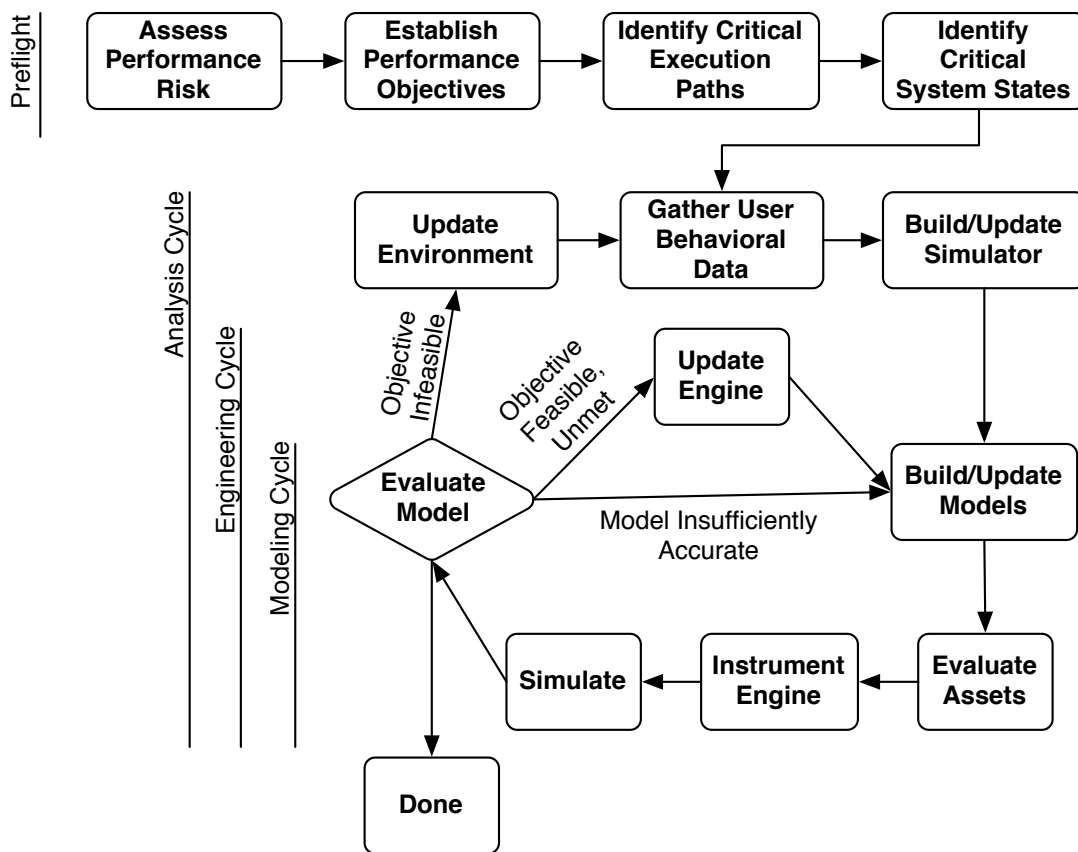 Preflight
Assess
Performance
Risk
Establish
Performance
Objectives
Identify Critical
Execution
Paths
Identify
Critical
System States
Analysis Cycle
Engineering Cycle
Modeling Cycle
Update
Environment
Gather User
Behavioral
Data
Build/Update
Simulator
Objective
Infeasible
Objective
Feasible,
Unmet
Update
Engine
Evaluate
Model
Model Insufficiently
Accurate
Build/Update
Models
Simulate
Instrument
Engine
Evaluate
Assets
Done